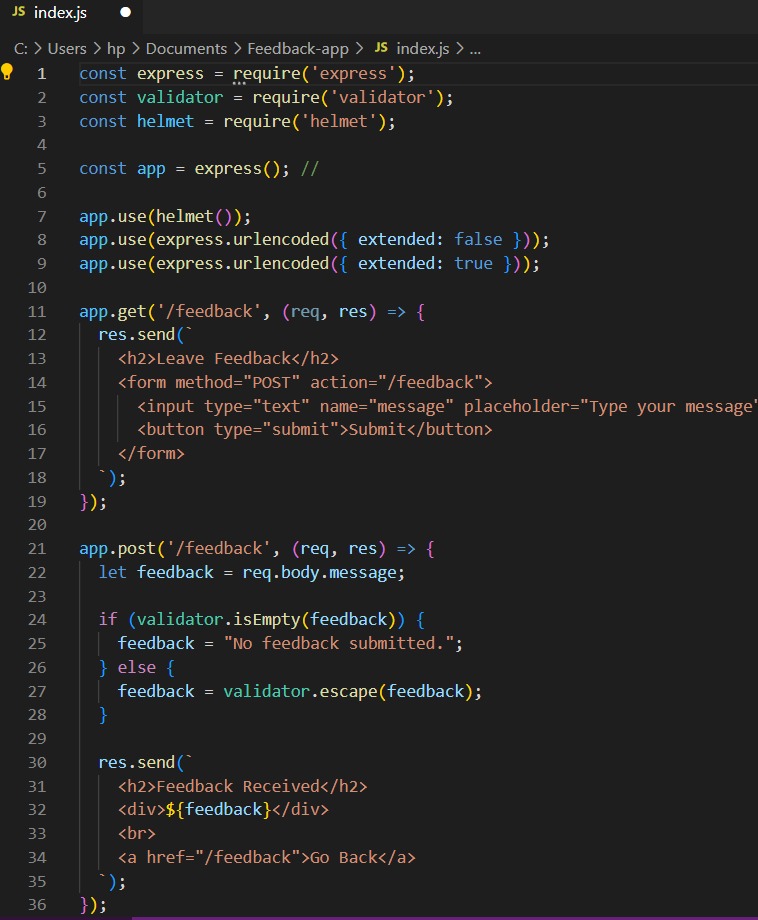 JS index.js ●
C: > Users > hp > Documents > Feedback-app > JS index.js > ...
1 const express = require('express');
2 const validator = require('validator');
3 const helmet = require('helmet');
4
5 const app = express(); //
6
7 app.use(helmet());
8 app.use(express.urlencoded({ extended: false }));
9 app.use(express.urlencoded({ extended: true }));
10
11 app.get('/feedback', (req, res) => {
12   res.send(`
13     <h2>Leave Feedback</h2>
14     <form method="POST" action="/feedback">
15       <input type="text" name="message" placeholder="Type your message"
16       <button type="submit">Submit</button>
17     </form>
18   `);
19 });
20
21 app.post('/feedback', (req, res) => {
22   let feedback = req.body.message;
23
24   if (validator.isEmpty(feedback)) {
25     feedback = "No feedback submitted.";
26   } else {
27     feedback = validator.escape(feedback);
28   }
29
30   res.send(`
31     <h2>Feedback Received</h2>
32     <div>${feedback}</div>
33     <br>
34     <a href="/feedback">Go Back</a>
35   `);
36 });